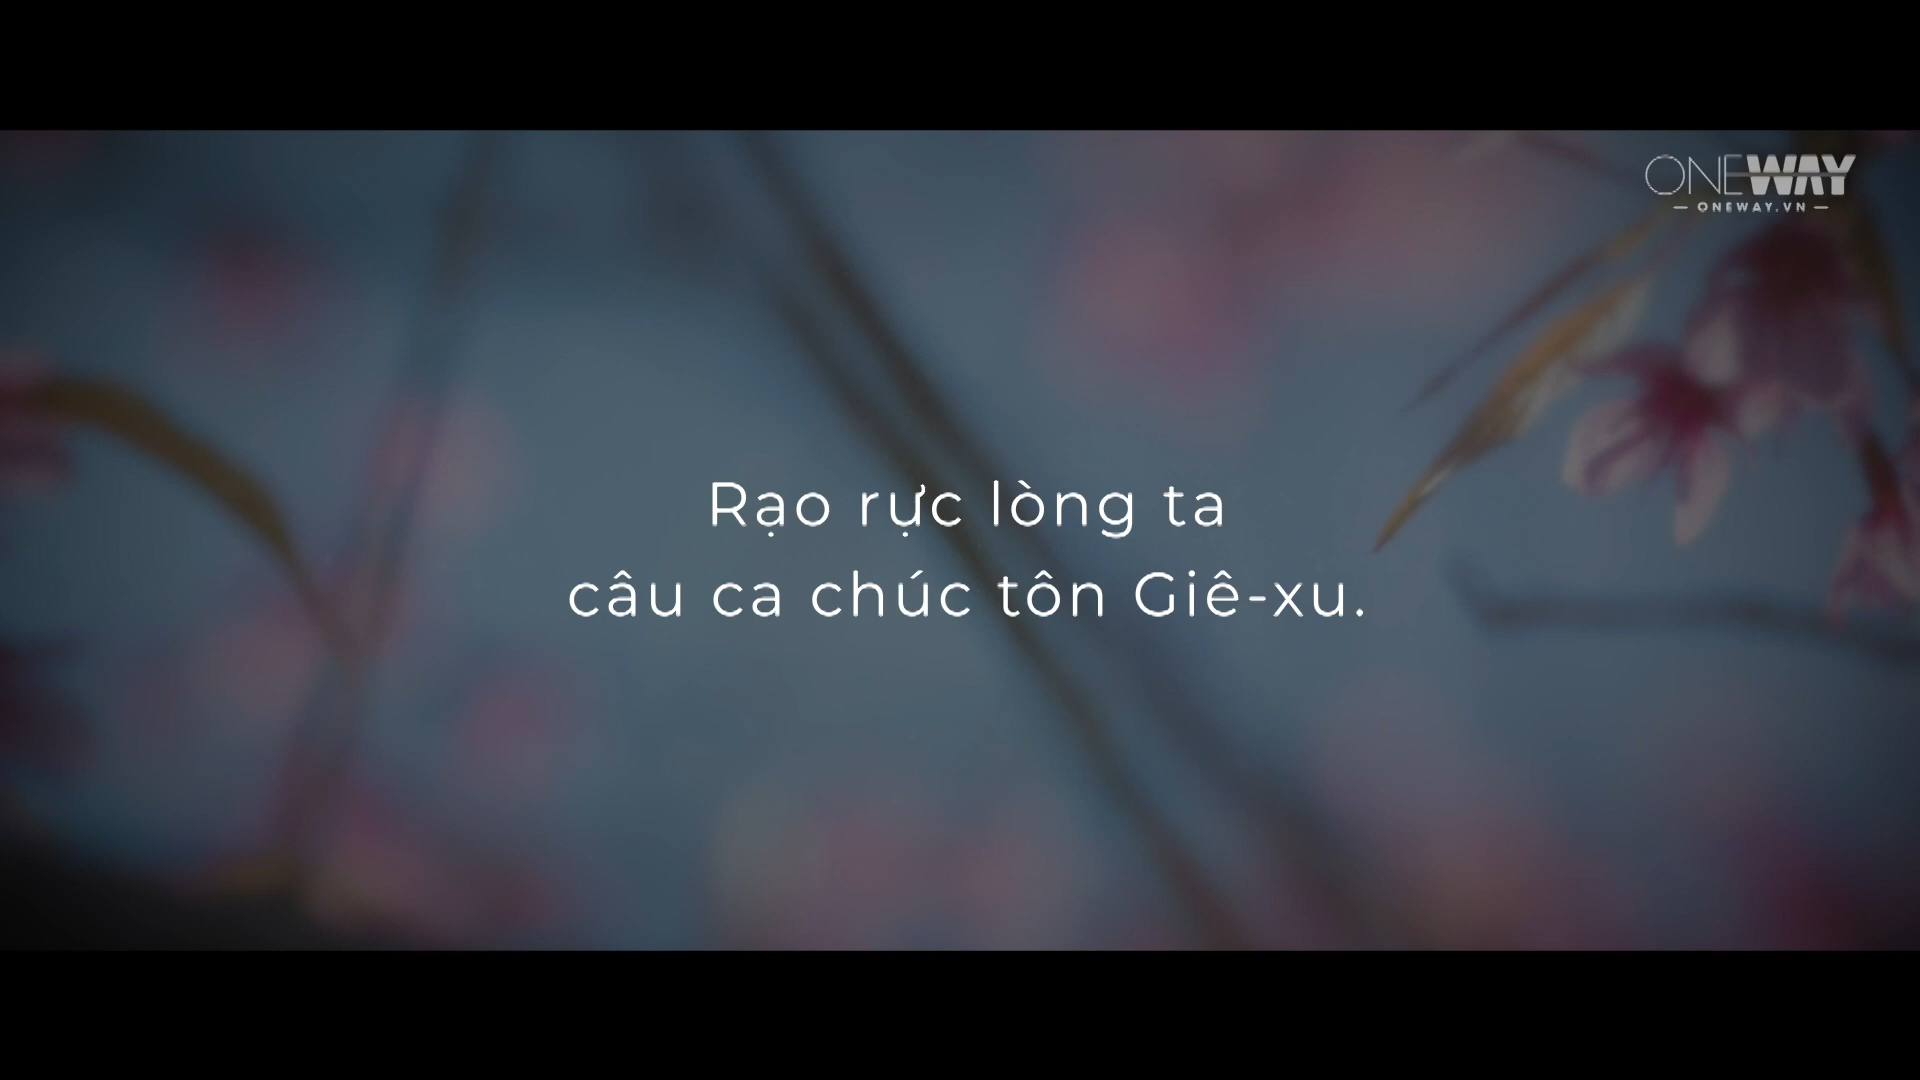 ONEWAY
— ONEWAY.VN —
Rạo rực lòng ta
câu ca chúc tôn Giê-xu.